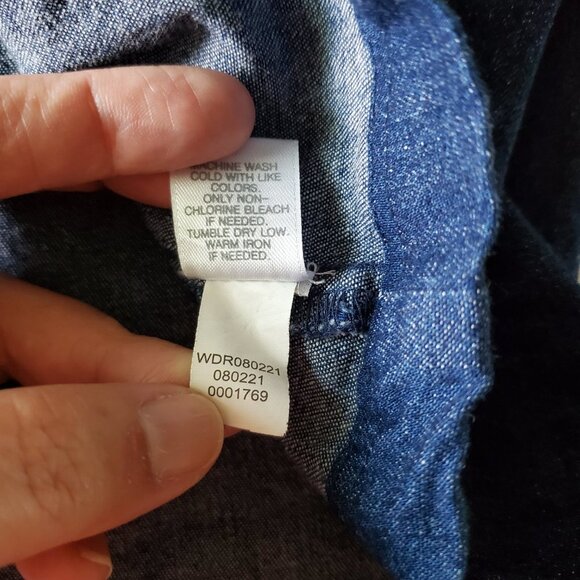 MACHINE WASH
COLD WITH LIKE
COLORS.
ONLY NON-
CHLORINE BLEACH
IF NEEDED.
TUMBLE DRY LOW.
WARM IRON
IF NEEDED.
WDR080221
080221
0001769